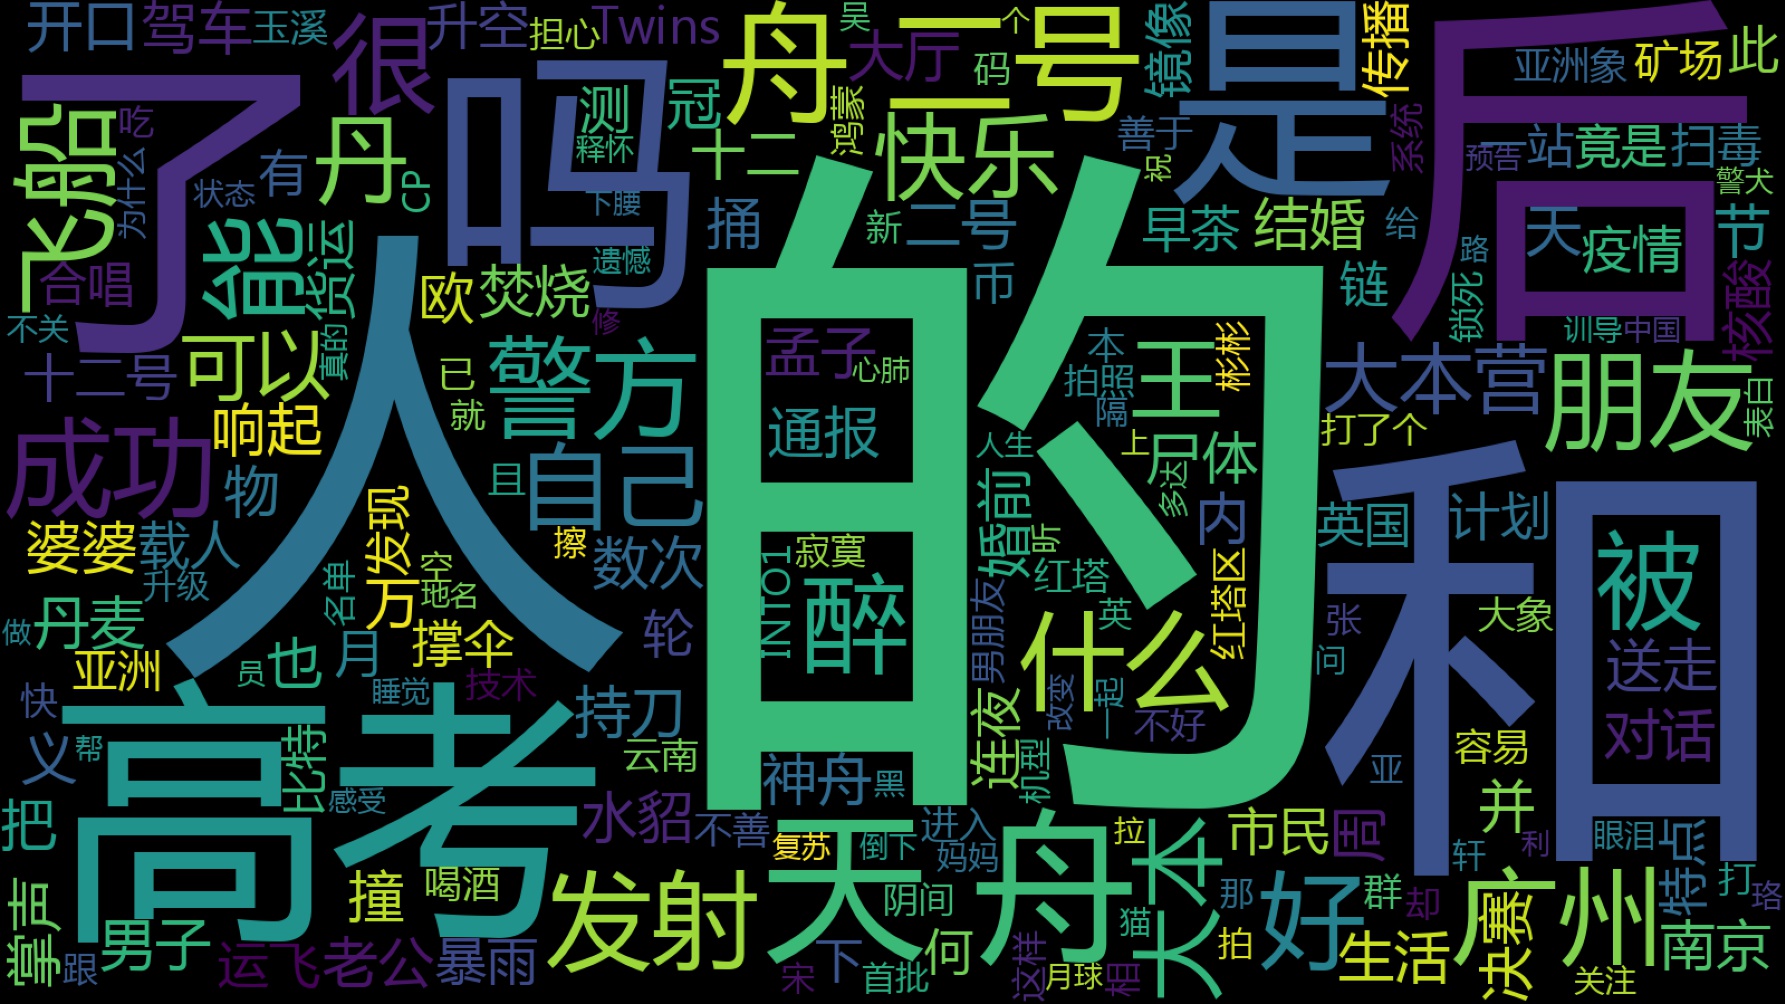 开口
驾车
玉溪
很
升空
担心
Twins
吴
一号
个
大厅
码
舟
是
镜像
传播
后
亚洲象
矿场
此
了
吗
吃
飞船
为什么
丹
有
状态
CP
测
释怀
冠
十二
鸿蒙
快乐
善于
祝
系统
一站
竟是
扫毒
预告
警犬
下腰
捅
新
二号
早茶
结婚
给
天
疫情
节
路
能
货运
合唱
不关
真的
欧
焚烧
遗憾
修
币
链
锁死
训导
中国
核酸
人
的
十二号
可以
已
就
警方
孟子
心肺
通报
本
拍照
隔
王
彬彬
大本营
打了个
朋友
表白
成功
响起
物
且
自己
人生
上
尸体
多达
内
和
婆婆
载人
升级
万
发现
擦
数次
寂寞
INTO1
醉
婚前
听
红塔
红塔区
英国
计划
被
丹麦
做
名单
空
地名
撑伞
轮
男朋友
英
什么
张
大象
问
送走
亚洲
员
也
月
睡觉
技术
持刀
连夜
改变
一起
不好
对话
快
义
帮
高考
比特
感受
云南
神舟
黑
机型
亚
容易
把
水貂
不善
复苏
倒下
进入
妈妈
拉
市民
周
并
轩
利
眼泪
特点
打
珞
掌声
跟
男子
撞
喝酒
运飞
老公
暴雨
发射
天舟
阴间
宋
下
首批
何
这样
月球
相
猫
大本
那
拍
好
群
却
生活
广州
决赛
关注
南京